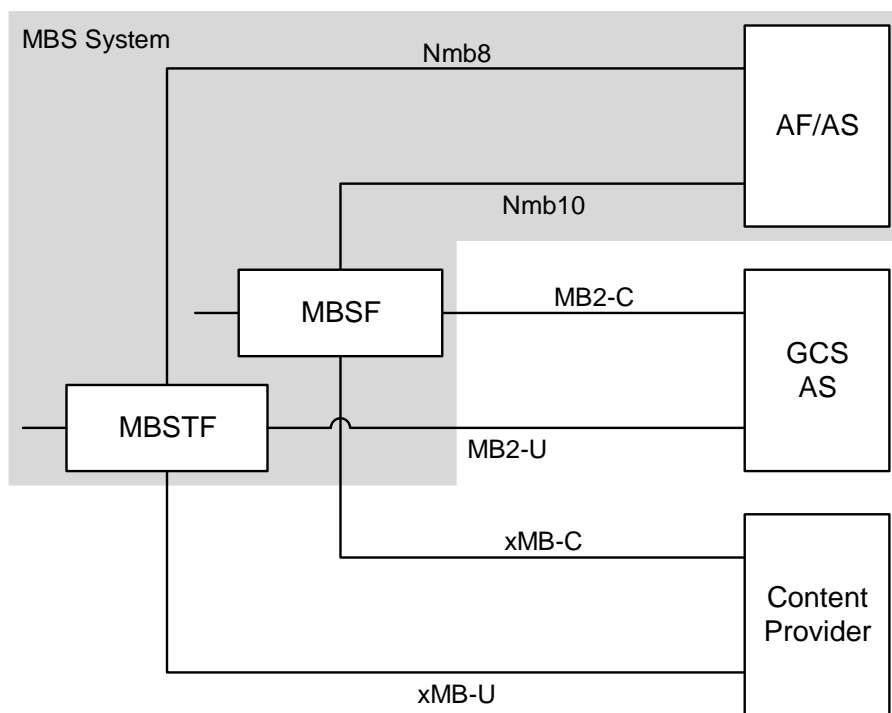 MBS System
Nmb8
AF/AS
Nmb10
MBSF
MB2-C
GCS
AS
MBSTF
MB2-U
xMB-C
Content
Provider
xMB-U